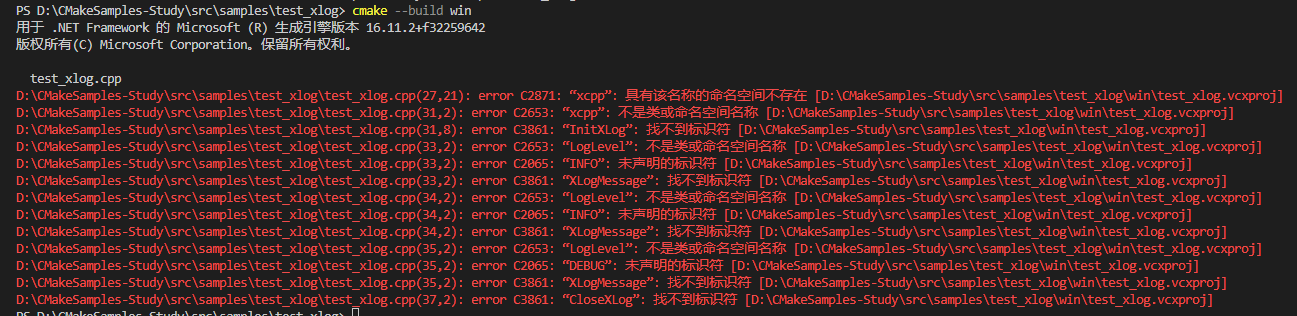 PS D:\CMakeSamples-Study\src\samples\test_xlog> cmake --build win
用于 .NET Framework 的 Microsoft (R) 生成引擎版本 16.11.2+f32259642
版权所有(C) Microsoft Corporation。保留所有权利。
test_xlog.cpp
D:\CMakeSamples-Study\src\samples\test_xlog\test_xlog.cpp(27,21): error C2871: “xcpp”: 具有该名称的命名空间不存在 [D:\CMakeSamples-Study\src\samples\test_xlog\win\test_xlog.vcxproj]
D:\CMakeSamples-Study\src\samples\test_xlog\test_xlog.cpp(31,2): error C2653: “xcpp”: 不是类或命名空间名称 [D:\CMakeSamples-Study\src\samples\test_xlog\win\test_xlog.vcxproj]
D:\CMakeSamples-Study\src\samples\test_xlog\test_xlog.cpp(31,8): error C3861: “InitXLog”: 找不到标识符 [D:\CMakeSamples-Study\src\samples\test_xlog\win\test_xlog.vcxproj]
D:\CMakeSamples-Study\src\samples\test_xlog\test_xlog.cpp(33,2): error C2653: “LogLevel”: 不是类或命名空间名称 [D:\CMakeSamples-Study\src\samples\test_xlog\win\test_xlog.vcxproj]
D:\CMakeSamples-Study\src\samples\test_xlog\test_xlog.cpp(33,2): error C2065: “INFO”: 未声明的标识符 [D:\CMakeSamples-Study\src\samples\test_xlog\win\test_xlog.vcxproj]
D:\CMakeSamples-Study\src\samples\test_xlog\test_xlog.cpp(33,2): error C3861: “XLogMessage”: 找不到标识符 [D:\CMakeSamples-Study\src\samples\test_xlog\win\test_xlog.vcxproj]
D:\CMakeSamples-Study\src\samples\test_xlog\test_xlog.cpp(34,2): error C2653: “LogLevel”: 不是类或命名空间名称 [D:\CMakeSamples-Study\src\samples\test_xlog\win\test_xlog.vcxproj]
D:\CMakeSamples-Study\src\samples\test_xlog\test_xlog.cpp(34,2): error C2065: “INFO”: 未声明的标识符 [D:\CMakeSamples-Study\src\samples\test_xlog\win\test_xlog.vcxproj]
D:\CMakeSamples-Study\src\samples\test_xlog\test_xlog.cpp(34,2): error C3861: “XLogMessage”: 找不到标识符 [D:\CMakeSamples-Study\src\samples\test_xlog\win\test_xlog.vcxproj]
D:\CMakeSamples-Study\src\samples\test_xlog\test_xlog.cpp(35,2): error C2653: “LogLevel”: 不是类或命名空间名称 [D:\CMakeSamples-Study\src\samples\test_xlog\win\test_xlog.vcxproj]
D:\CMakeSamples-Study\src\samples\test_xlog\test_xlog.cpp(35,2): error C2065: “DEBUG”: 未声明的标识符 [D:\CMakeSamples-Study\src\samples\test_xlog\win\test_xlog.vcxproj]
D:\CMakeSamples-Study\src\samples\test_xlog\test_xlog.cpp(35,2): error C3861: “XLogMessage”: 找不到标识符 [D:\CMakeSamples-Study\src\samples\test_xlog\win\test_xlog.vcxproj]
D:\CMakeSamples-Study\src\samples\test_xlog\test_xlog.cpp(37,2): error C3861: “CloseXLog”: 找不到标识符 [D:\CMakeSamples-Study\src\samples\test_xlog\win\test_xlog.vcxproj]
PS D:\CMakeSamples-Study\src\samples\test_xlog>